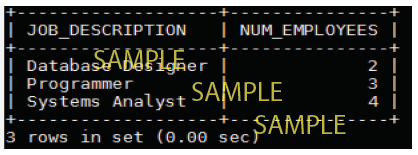 JOB_DESCRIPTION | NUM_EMPLOYEES
Database Designer | 2
Programmer | 3
Systems Analyst | 4
3 rows in set (0.00 sec)
SAMPLE
SAMPLE
SAMPLE